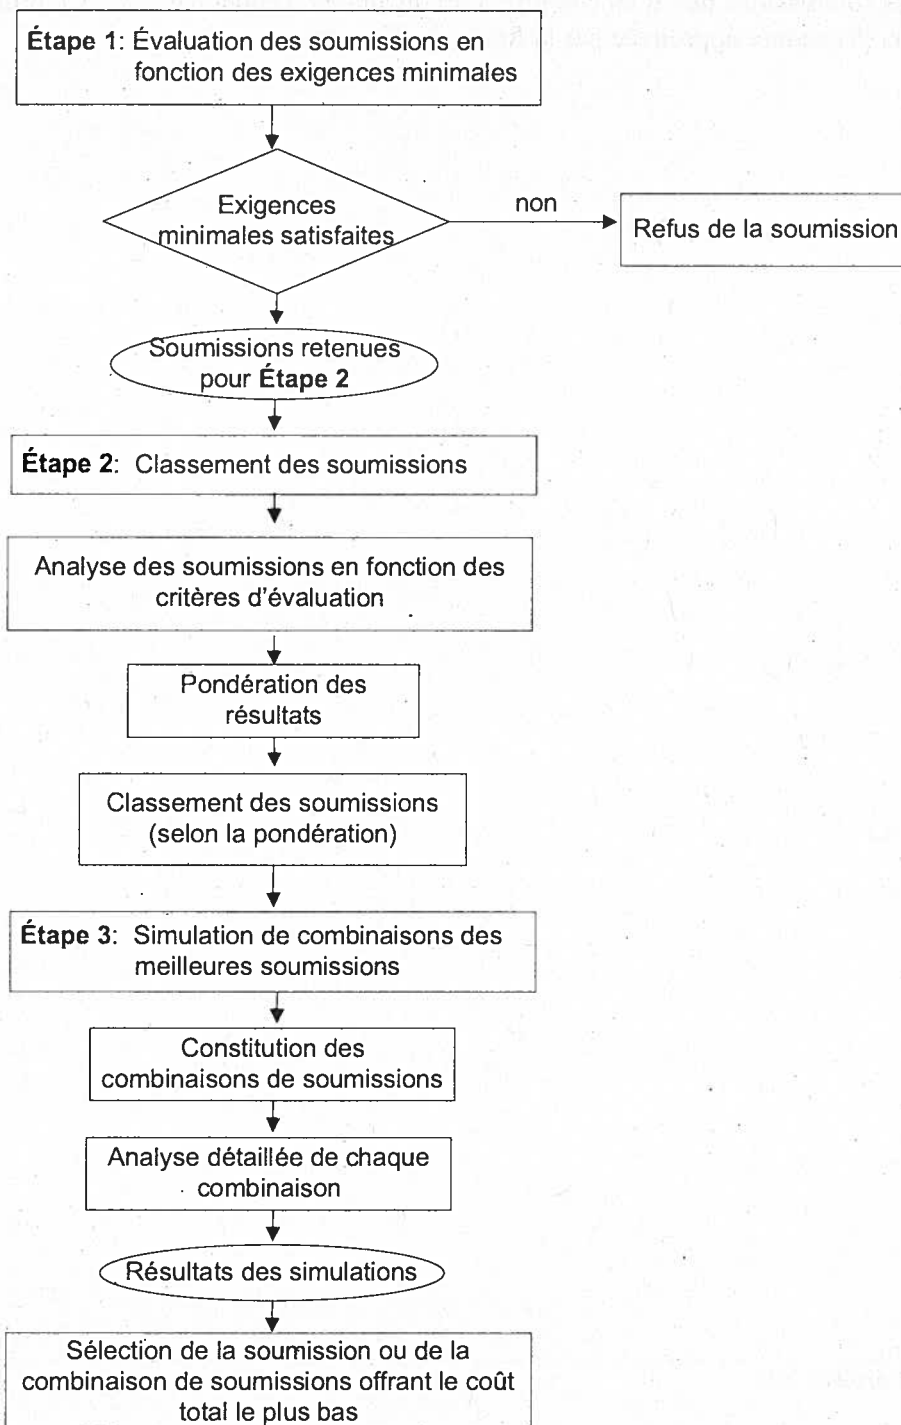 Étape 1: Évaluation des soumissions en
fonction des exigences minimales
Exigences
minimales satisfaites
non
Refus de la soumission
Soumissions retenues
pour Étape 2
Étape 2: Classement des soumissions
Analyse des soumissions en fonction des
critères d'évaluation
Pondération des
résultats
Classement des soumissions
(selon la pondération)
Étape 3: Simulation de combinaisons des
meilleures soumissions
Constitution des
combinaisons de soumissions
Analyse détaillée de chaque
combinaison
Résultats des simulations
Sélection de la soumission ou de la
combinaison de soumissions offrant le coût
total le plus bas